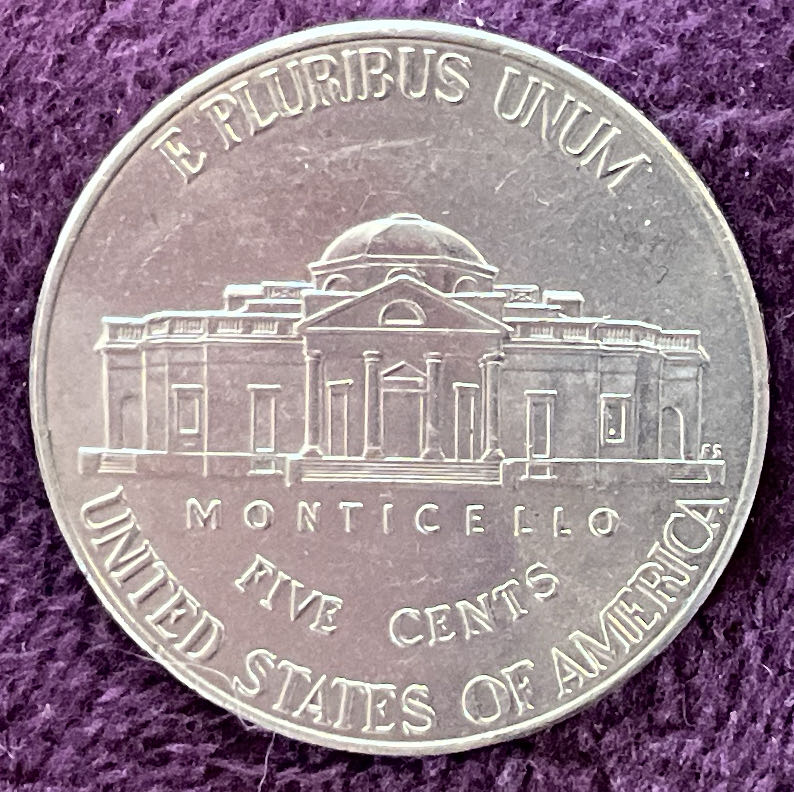 E PLURIBUS UNUM
FS
MONTICELLO
FIVE CENTS
UNITED STATES OF AMERICA